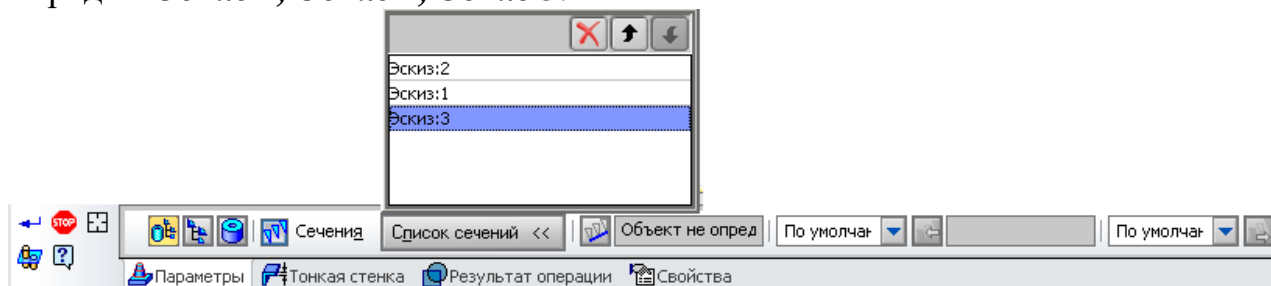 Эскиз:2
Эскиз:1
Эскиз:3
STOP Сечения Список сечений << Объект не опред По умолчан По умолчан
Параметры Тонкая стенка Результат операции Свойства